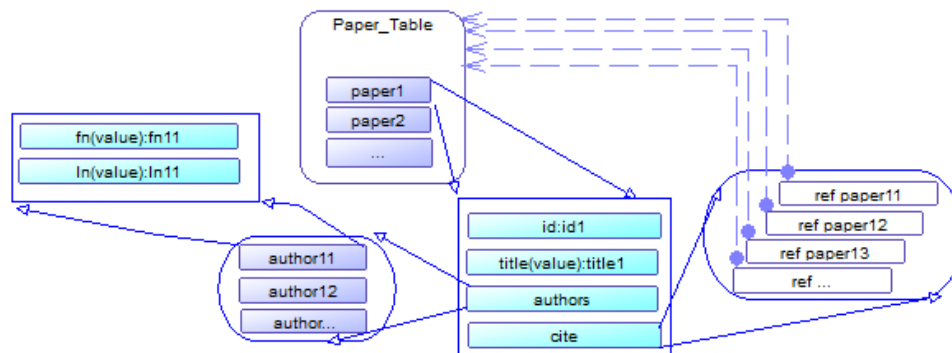 Paper_Table
paper1
paper2
...
fn(value):fn11
ln(value):ln11
author11
author12
author...
id:id1
title(value):title1
authors
cite
ref paper11
ref paper12
ref paper13
ref ...